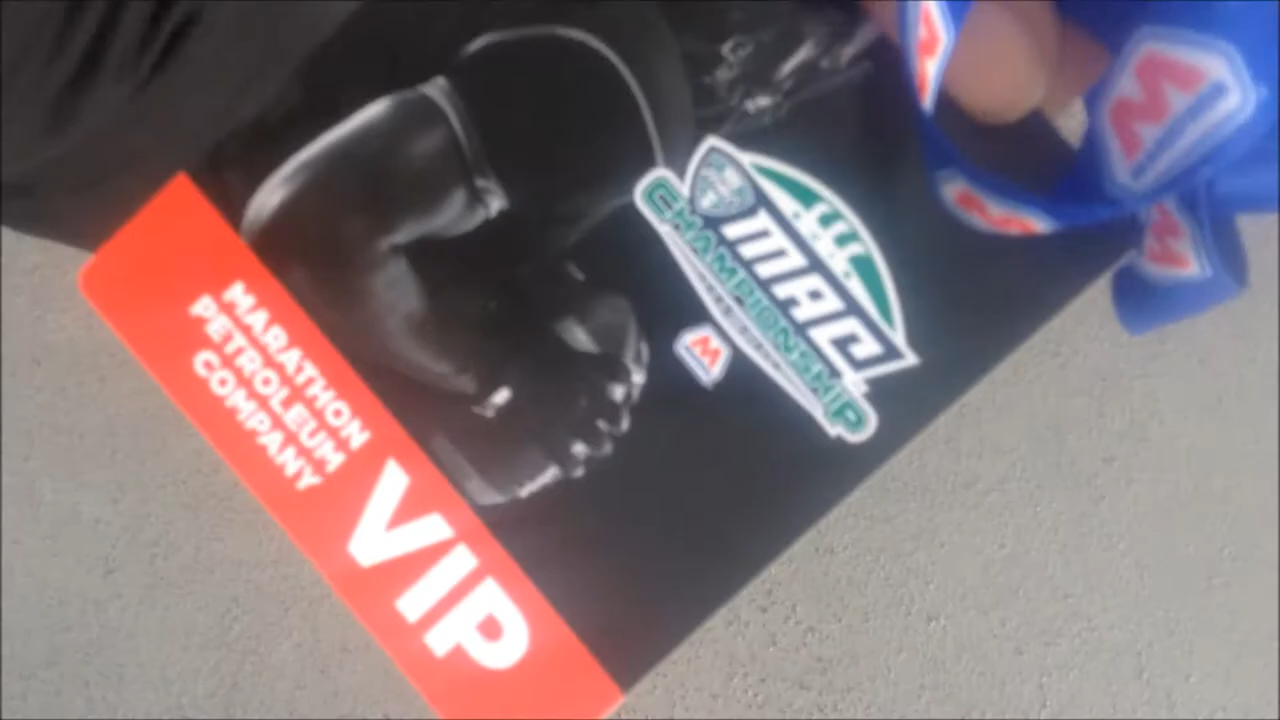 MAC
CHAMPIONSHIP
M
MARATHON
PETROLEUM
COMPANY
VIP
M
M
M
M